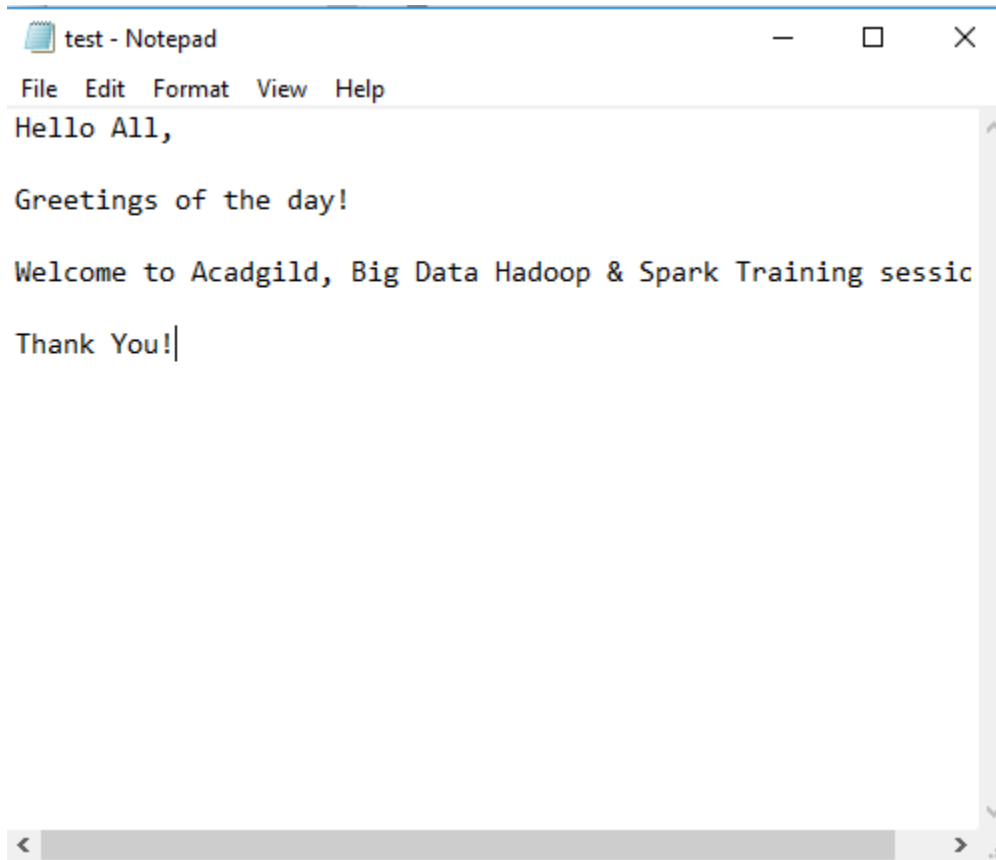 test - Notepad
File Edit Format View Help
Hello All,
Greetings of the day!
Welcome to Acadgild, Big Data Hadoop & Spark Training
Thank You!